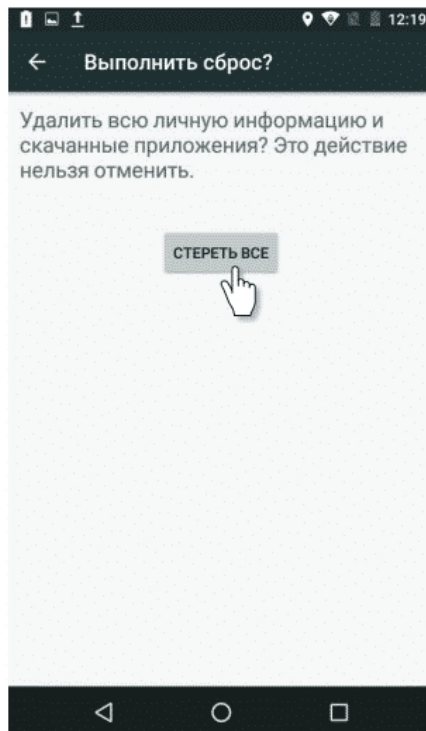 12:19
Выполнить сброс?
Удалить всю личную информацию и
скачанные приложения? Это действие
нельзя отменить.
СТЕРЕТЬ ВСЕ